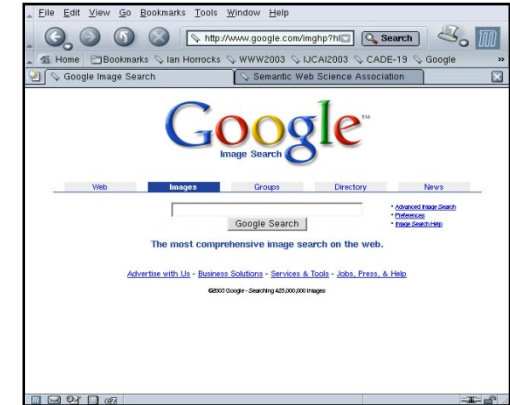 File Edit View Go Bookmarks Tools Window Help
http://www.google.com/imghp?hl Search
Home Bookmarks Ian Horrocks WWW2003 IJCAI2003 CADE-19 Google »
Google Image Search Semantic Web Science Association
Google™
Image Search
Web Images Groups Directory News
Advanced Image Search
Preferences
Google Search Image Search Help
The most comprehensive image search on the web.
Advertise with Us - Business Solutions - Services & Tools - Jobs, Press, & Help
©2003 Google - Searching 425,000,000 images